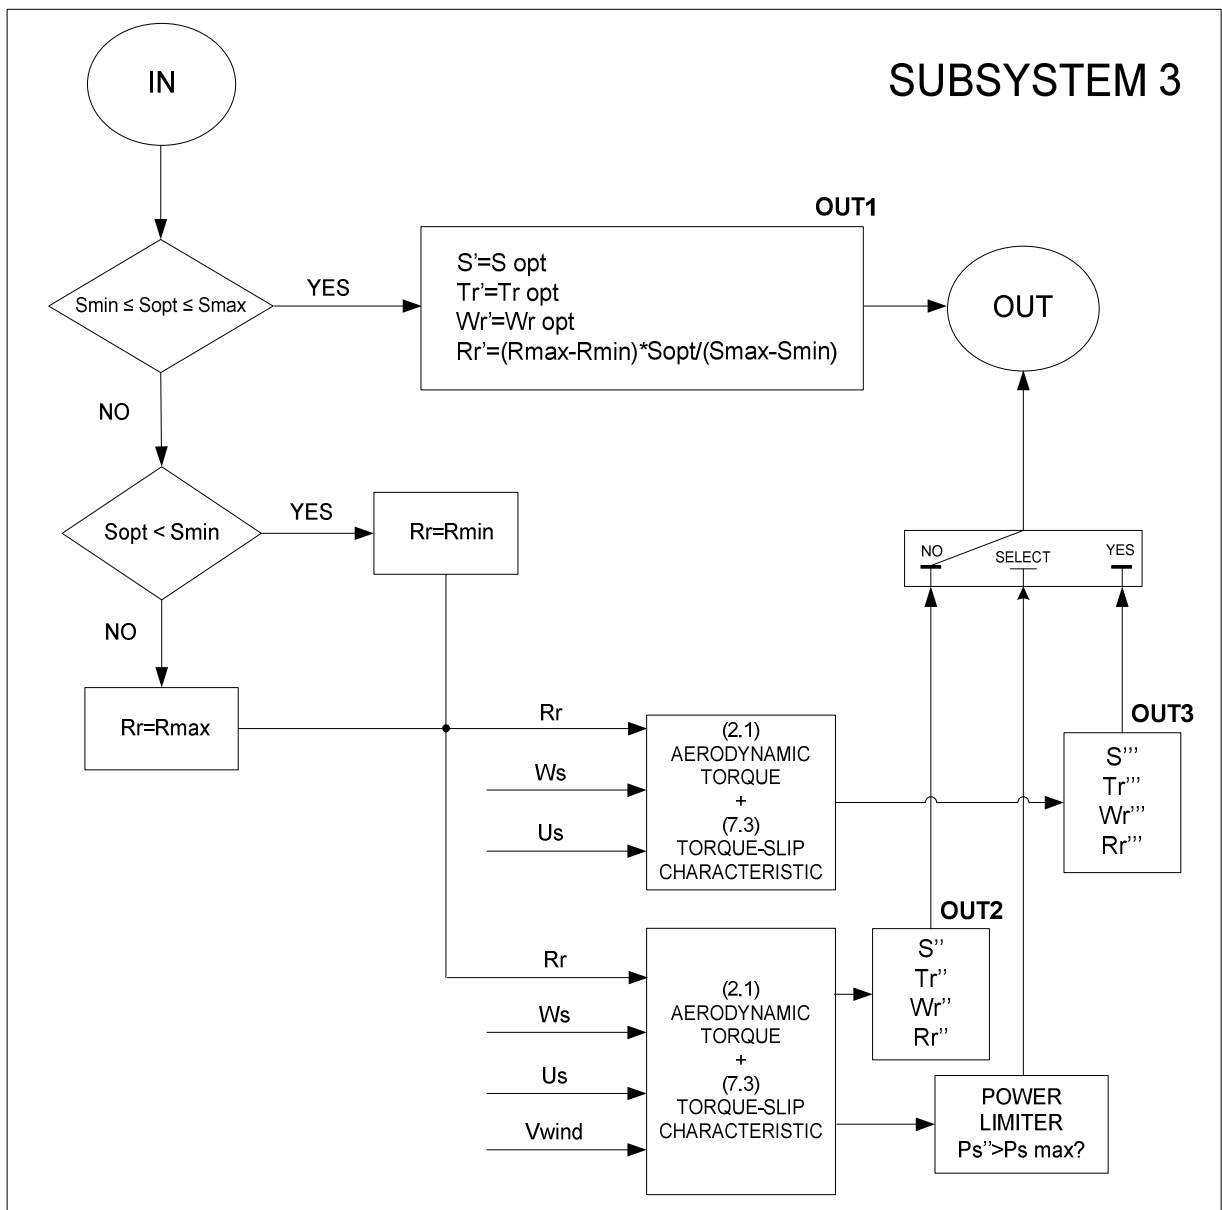 IN
SUBSYSTEM 3
OUT1
Smin ≤ Sopt ≤ Smax
YES
S’=S opt
Tr’=Tr opt
Wr’=Wr opt
Rr’=(Rmax-Rmin)*Sopt/(Smax-Smin)
OUT
NO
Sopt < Smin
YES
Rr=Rmin
NO
SELECT
YES
NO
Rr=Rmax
Rr
Ws
Us
(2.1)
AERODYNAMIC
TORQUE
+
(7.3)
TORQUE-SLIP
CHARACTERISTIC
OUT3
S’’’
Tr’’’
Wr’’’
Rr’’’
OUT2
S’’
Tr’’
Wr’’
Rr’’
Rr
Ws
Us
Vwind
(2.1)
AERODYNAMIC
TORQUE
+
(7.3)
TORQUE-SLIP
CHARACTERISTIC
POWER
LIMITER
Ps’’>Ps max?